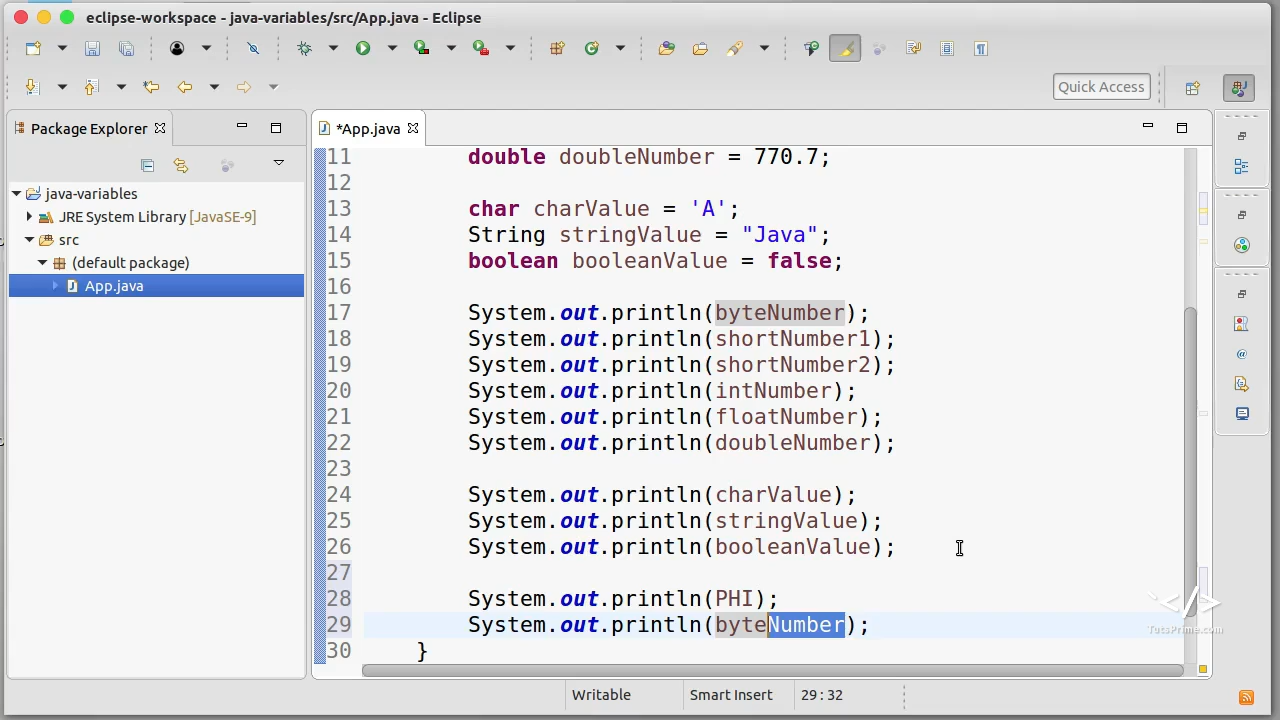 eclipse-workspace - java-variables/src/App.java - Eclipse
Quick Access
Package Explorer
*App.java
java-variables
JRE System Library [JavaSE-9]
src
(default package)
App.java
11 double doubleNumber = 770.7;
12
13 char charValue = 'A';
14 String stringValue = "Java";
15 boolean booleanValue = false;
16
17 System.out.println(byteNumber);
18 System.out.println(shortNumber1);
19 System.out.println(shortNumber2);
20 System.out.println(intNumber);
21 System.out.println(floatNumber);
22 System.out.println(doubleNumber);
23
24 System.out.println(charValue);
25 System.out.println(stringValue);
26 System.out.println(booleanValue);
27
28 System.out.println(PHI);
29 System.out.println(byteNumber);
30 }
</>
TutsPrime.com
Writable
Smart Insert
29 : 32